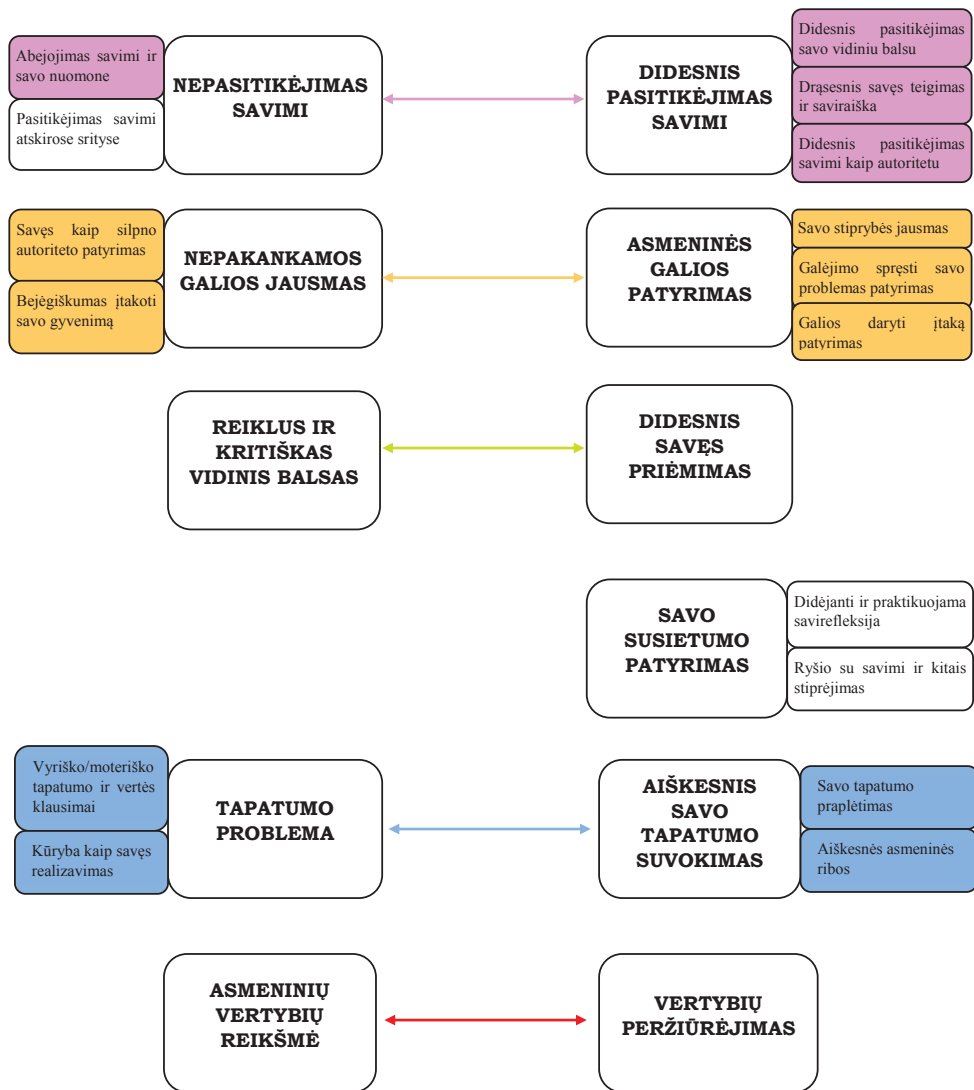 Abejojimas savimi ir
savo nuomone
Pasitikėjimas savimi
atskirose srityse
NEPASITIKĖJIMAS
SAVIMI
DIDESNIS
PASITIKĖJIMAS
SAVIMI
Didesnis pasitikėjimas
savo vidiniu balsu
Drąsesnis savęs teigimas
ir saviraiška
Didesnis pasitikėjimas
savimi kaip autoritetu
Savęs kaip silpno
autoriteto patyrimas
Bejėgiškumas įtakoti
savo gyvenimą
NEPAKANKAMOS
GALIOS JAUSMAS
ASMENINĖS
GALIOS
PATYRIMAS
Savo stiprybės jausmas
Galėjimo spręsti savo
problemas patyrimas
Galios daryti įtaką
patyrimas
REIKLUS IR
KRITIŠKAS
VIDINIS BALSAS
DIDESNIS
SAVĘS
PRIĖMIMAS
SAVO
SUSIETUMO
PATYRIMAS
Didėjanti ir praktikuojama
savirefleksija
Ryšio su savimi ir kitais
stiprėjimas
Vyriško/moteriško
tapatumo ir vertės
klausimai
Kūryba kaip savęs
realizavimas
TAPATUMO
PROBLEMA
AIŠKESNIS
SAVO
TAPATUMO
SUVOKIMAS
Savo tapatumo
praplėtimas
Aiškesnės asmeninės
ribos
ASMENINIŲ
VERTYBIŲ
REIKŠMĖ
VERTYBIŲ
PERŽIŪRĖJIMAS